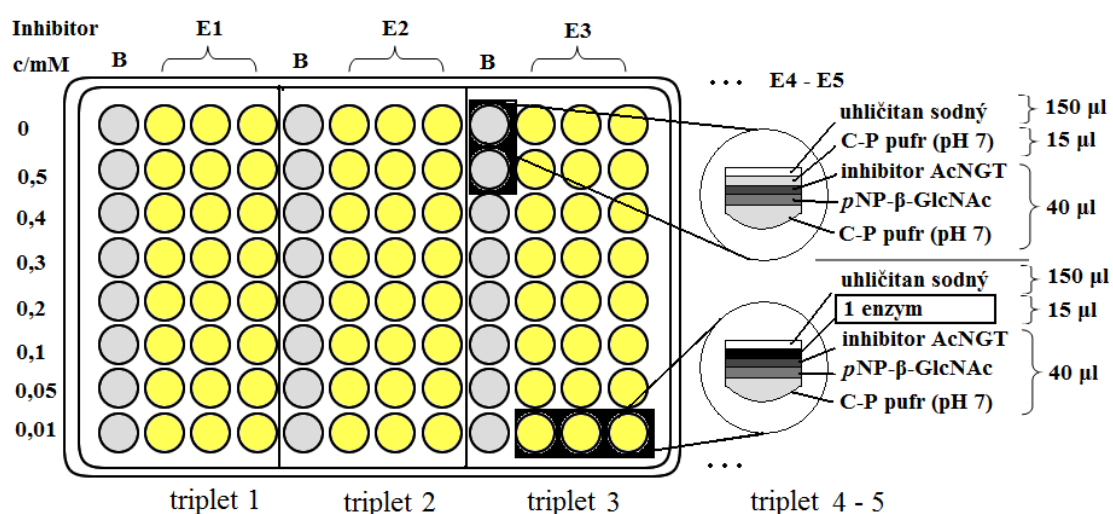 Inhibitor
c/mM
B E1 B E2 B E3
• • • E4 - E5
0
0,5
0,4
0,3
0,2
0,1
0,05
0,01
uhličitan sodný 150 µl
C-P pufr (pH 7) 15 µl
inhibitor AcNGT
pNP-β-GlcNAc 40 µl
C-P pufr (pH 7)
uhličitan sodný 150 µl
1 enzym 15 µl
inhibitor AcNGT
pNP-β-GlcNAc 40 µl
C-P pufr (pH 7)
• • •
triplet 1 triplet 2 triplet 3 triplet 4 - 5